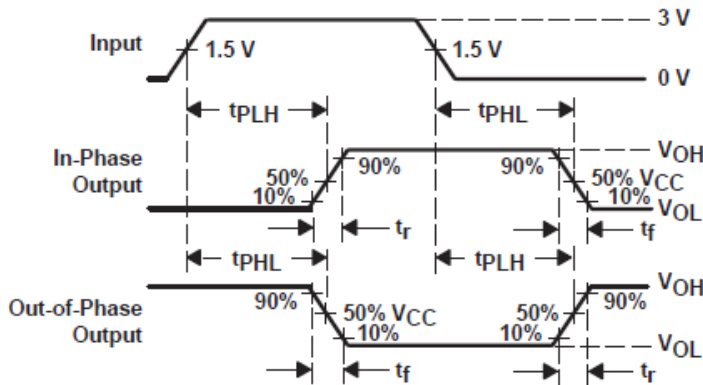 3 V
Input
1.5 V
1.5 V
0 V
tPLH
tPHL
In-Phase
Output
VOH
90%
90%
50%
50% VCC
10%
10%
VOL
tr
tf
tPHL
tPLH
Out-of-Phase
Output
VOH
90%
90%
50% VCC
50%
10%
10%
VOL
tf
tr